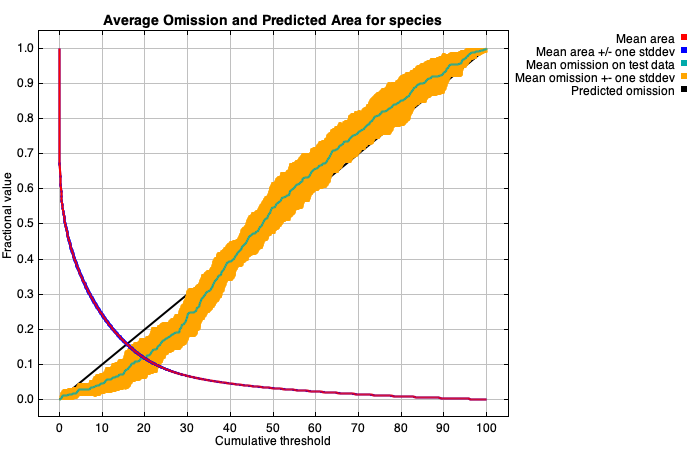 Average Omission and Predicted Area for species
Mean area
Mean area +/- one stddev
Mean omission on test data
Mean omission +- one stddev
Predicted omission
Fractional value
1.0
0.9
0.8
0.7
0.6
0.5
0.4
0.3
0.2
0.1
0.0
0 10 20 30 40 50 60 70 80 90 100
Cumulative threshold